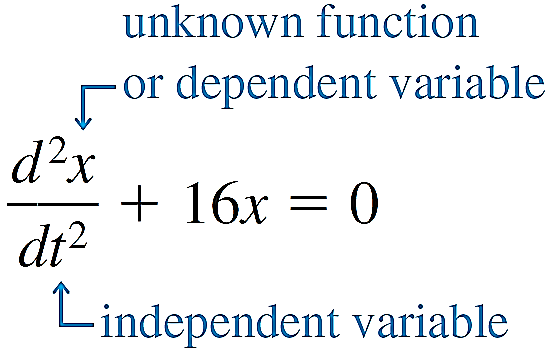 unknown function
or dependent variable
d²x
dt²
+ 16x = 0
independent variable